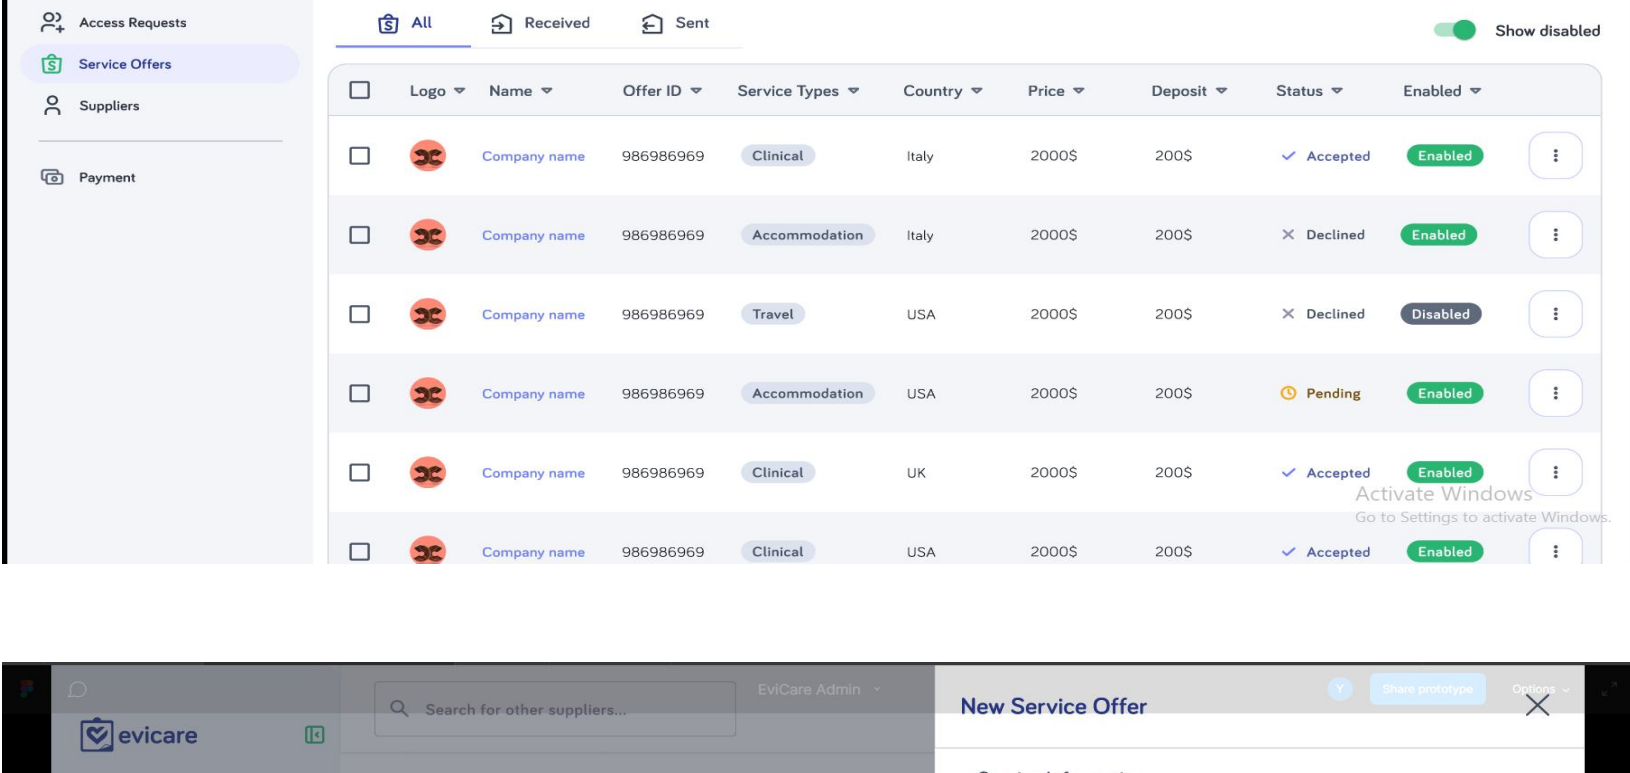 Access Requests
Service Offers
Suppliers
Payment
All Received Sent
Show disabled
Logo Name Offer ID Service Types Country Price Deposit Status Enabled
Company name 986986969 Clinical Italy 2000$ 200$ Accepted Enabled
Company name 986986969 Accommodation Italy 2000$ 200$ Declined Enabled
Company name 986986969 Travel USA 2000$ 200$ Declined Disabled
Company name 986986969 Accommodation USA 2000$ 200$ Pending Enabled
Company name 986986969 Clinical UK 2000$ 200$ Accepted Enabled
Activate Windows
Go to Settings to activate Windows.
Company name 986986969 Clinical USA 2000$ 200$ Accepted Enabled
EviCare Admin
Y Share prototype Options
Search for other suppliers...
New Service Offer
evicare